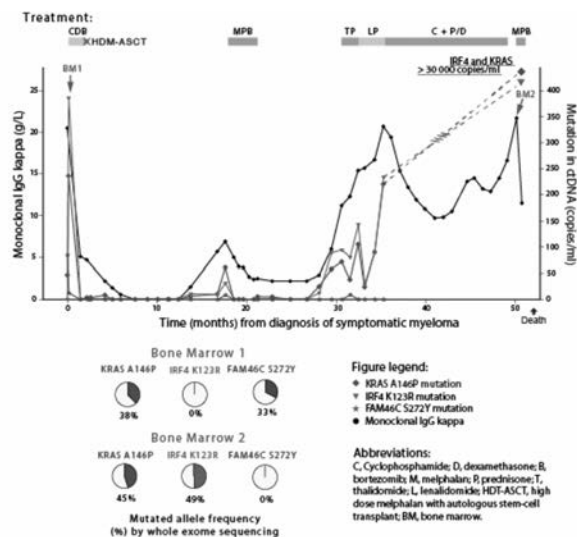 Treatment:
CDB
XHDM-ASCT
MPB
TP
LP
C + P/D
MPB
BM1
IRF4 and KRAS
> 30 000 copies/ml
BM2
Monoclonal IgG kappa (g/L)
25
20
15
10
5
0
Mutation in ctDNA
(copies/ml)
400
350
300
250
200
150
100
50
0
0
10
20
30
40
50
Time (months) from diagnosis of symptomatic myeloma
Death
Bone Marrow 1
KRAS A146P
IRF4 K123R
FAM46C S272Y
38%
0%
33%
Bone Marrow 2
KRAS A146P
IRF4 K123R
FAM46C S272Y
45%
49%
0%
Mutated allele frequency
(%) by whole exome sequencing
Figure legend:
KRAS A146P mutation
IRF4 K123R mutation
FAM46C S272Y mutation
Monoclonal IgG kappa
Abbreviations:
C, Cyclophosphamide; D, dexamethasone; B,
bortezomib; M, melphalan; P, prednisone; T,
thalidomide; L, lenalidomide; HDT-ASCT, high
dose melphalan with autologous stem-cell
transplant; BM, bone marrow.